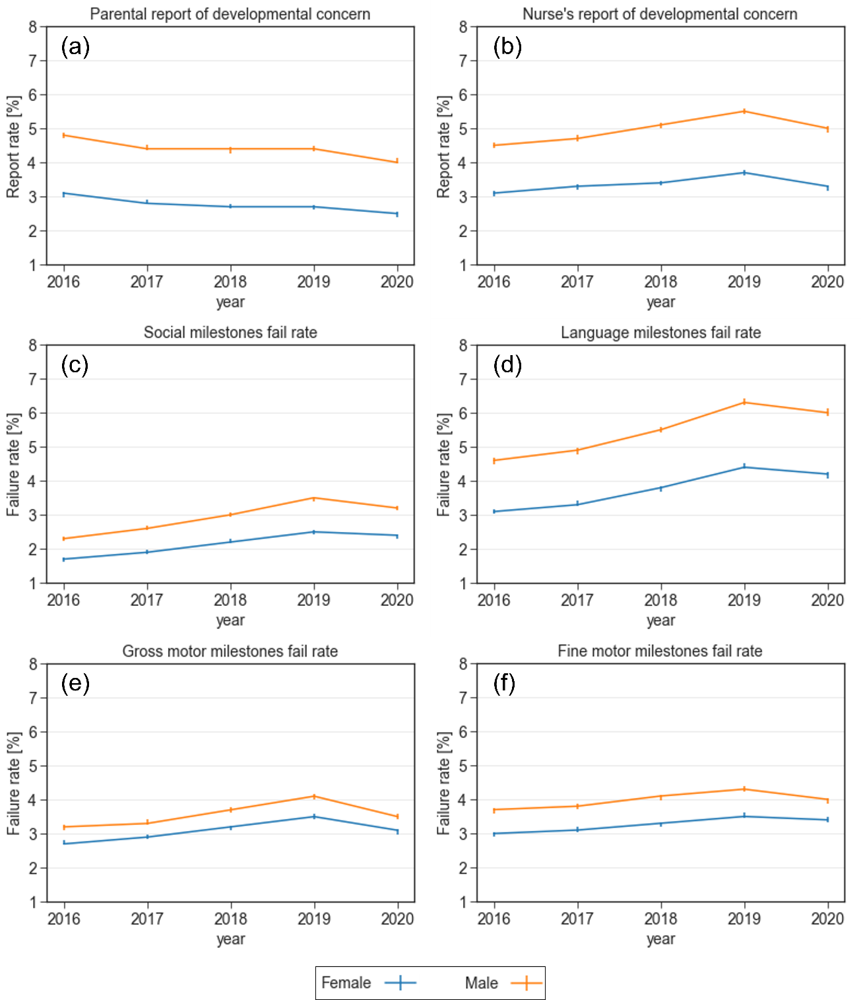 Parental report of developmental concern
(a)
8
7
6
5
4
3
2
1
Report rate [%]
2016 2017 2018 2019 2020
year
Nurse's report of developmental concern
(b)
8
7
6
5
4
3
2
1
Report rate [%]
2016 2017 2018 2019 2020
year
Social milestones fail rate
(c)
8
7
6
5
4
3
2
1
Failure rate [%]
2016 2017 2018 2019 2020
year
Language milestones fail rate
(d)
8
7
6
5
4
3
2
1
Failure rate [%]
2016 2017 2018 2019 2020
year
Gross motor milestones fail rate
(e)
8
7
6
5
4
3
2
1
Failure rate [%]
2016 2017 2018 2019 2020
year
Fine motor milestones fail rate
(f)
8
7
6
5
4
3
2
1
Failure rate [%]
2016 2017 2018 2019 2020
year
Female Male